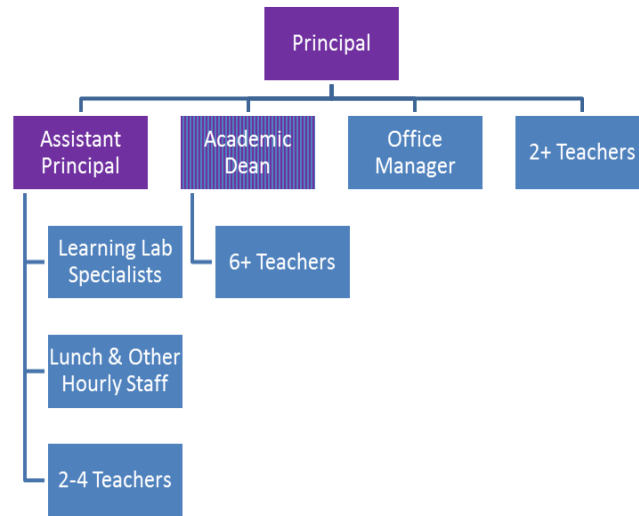 Principal
Assistant
Principal
Academic
Dean
Office
Manager
2+ Teachers
Learning Lab
Specialists
6+ Teachers
Lunch & Other
Hourly Staff
2-4 Teachers